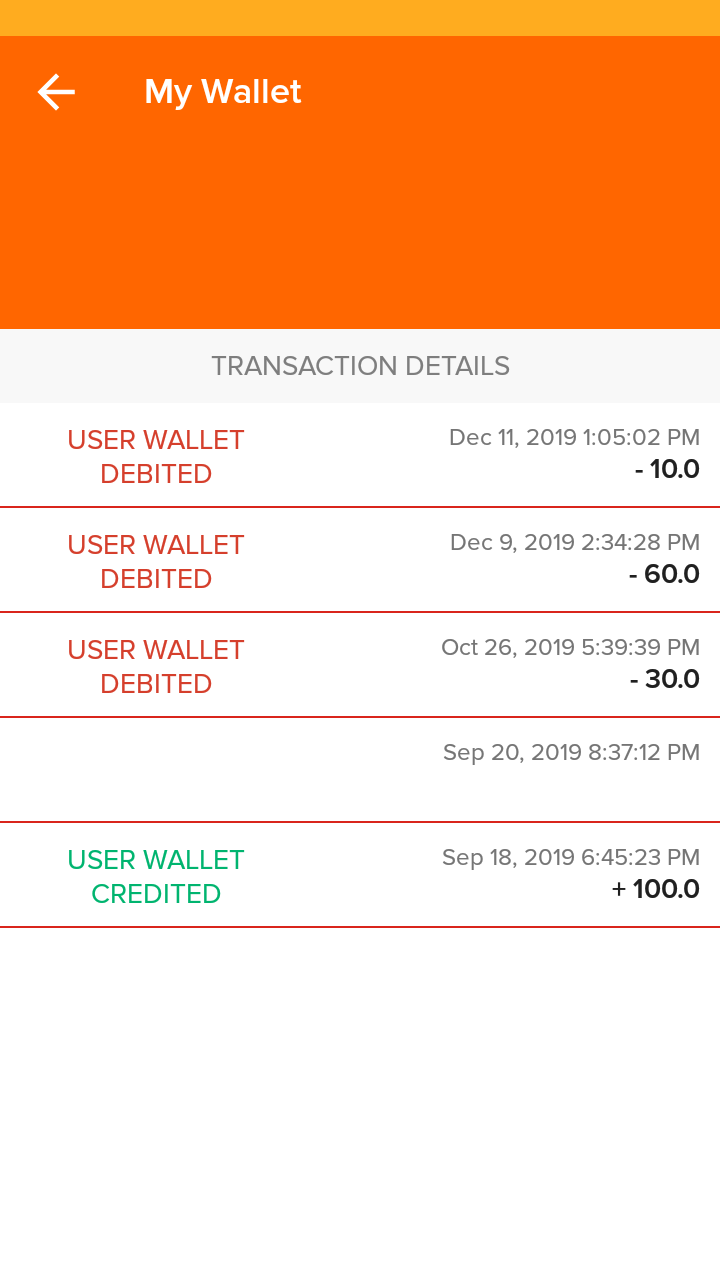 My Wallet
TRANSACTION DETAILS
USER WALLET
DEBITED
Dec 11, 2019 1:05:02 PM
- 10.0
USER WALLET
DEBITED
Dec 9, 2019 2:34:28 PM
- 60.0
USER WALLET
DEBITED
Oct 26, 2019 5:39:39 PM
- 30.0
Sep 20, 2019 8:37:12 PM
USER WALLET
CREDITED
Sep 18, 2019 6:45:23 PM
+ 100.0